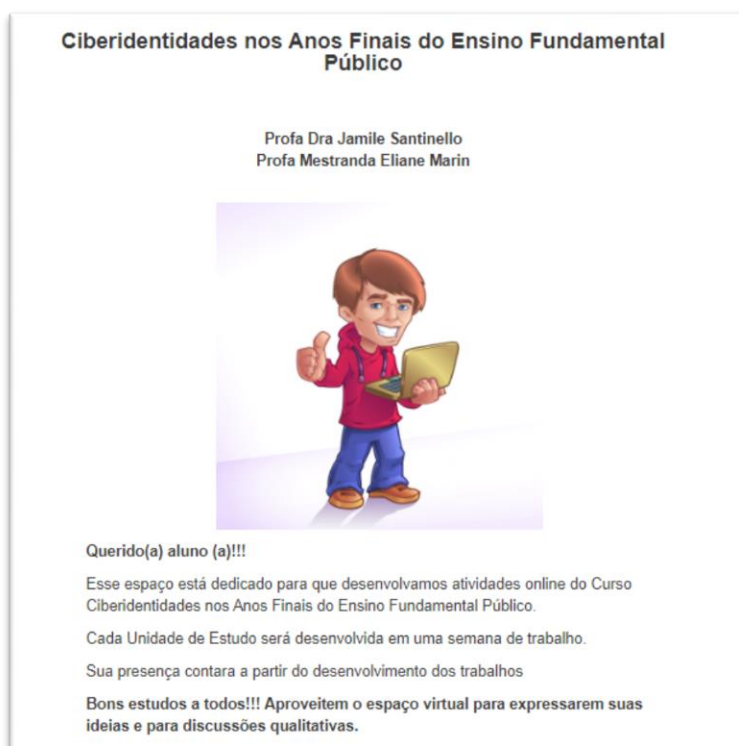 Ciberidentidades nos Anos Finais do Ensino Fundamental
Público
Profa Dra Jamile Santinello
Profa Mestranda Eliane Marin
Querido(a) aluno (a)!!!
Esse espaço está dedicado para que desenvolvamos atividades online do Curso
Ciberidentidades nos Anos Finais do Ensino Fundamental Público.
Cada Unidade de Estudo será desenvolvida em uma semana de trabalho.
Sua presença contara a partir do desenvolvimento dos trabalhos
Bons estudos a todos!!! Aproveitem o espaço virtual para expressarem suas
ideias e para discussões qualitativas.